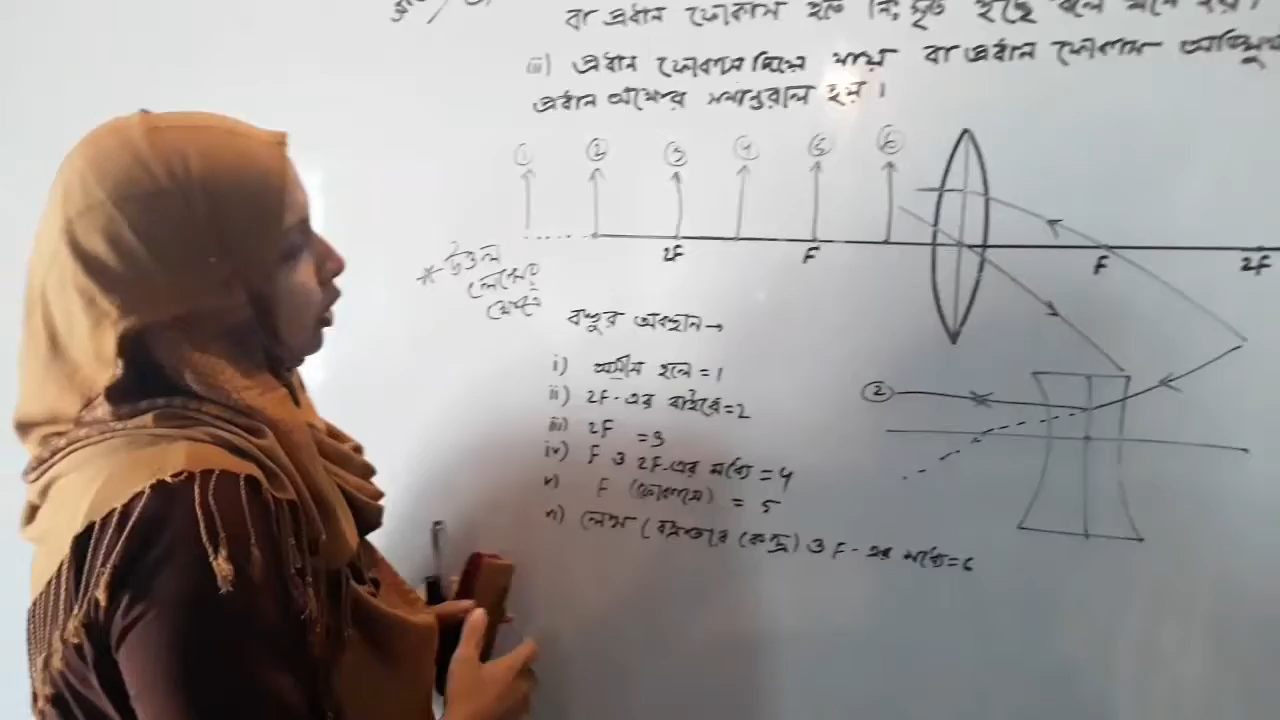 বা প্রধান ফোকাস হতে নিঃসৃত হচ্ছে বলে মনে হয়।
iii) প্রধান ফোকাস দিয়ে যায় বা প্রধান ফোকাস অভিমুখ
প্রধান অক্ষের সমান্তরাল হয়।
1 2 3 4 5 6
2F F F 2F
* উত্তল
লেন্সের
ক্ষেত্রে
বস্তুর অবস্থান →
i) অসীম হলে = 1
ii) 2F-এর বাইরে = 2
iii) 2F = 3
iv) F ও 2F-এর মধ্যে = 4
v) F (ফোকাস) = 5
vi) লেন্স (বক্রতার কেন্দ্র) ও F-এর মধ্যে = 6
2